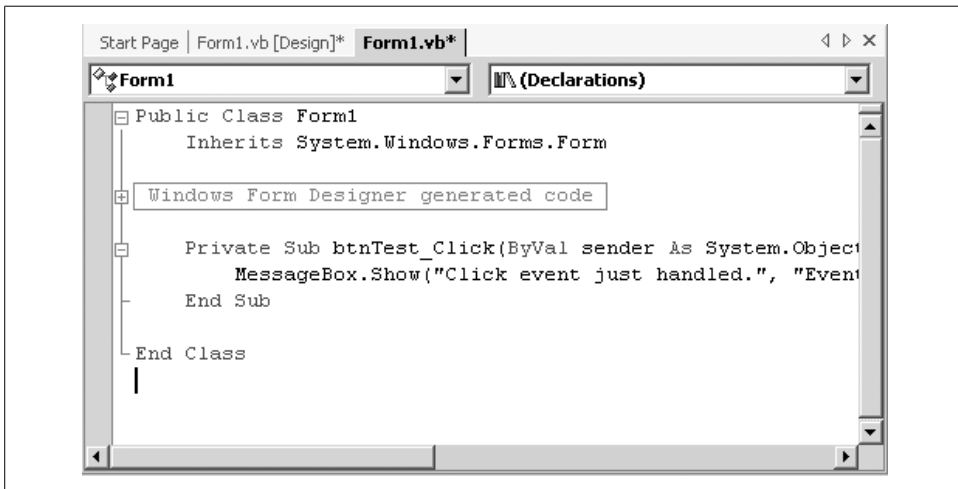 Start Page Form1.vb [Design]* Form1.vb*
Form1 (Declarations)
Public Class Form1
Inherits System.Windows.Forms.Form
Windows Form Designer generated code
Private Sub btnTest_Click(ByVal sender As System.Object
MessageBox.Show("Click event just handled.", "Event
End Sub
End Class